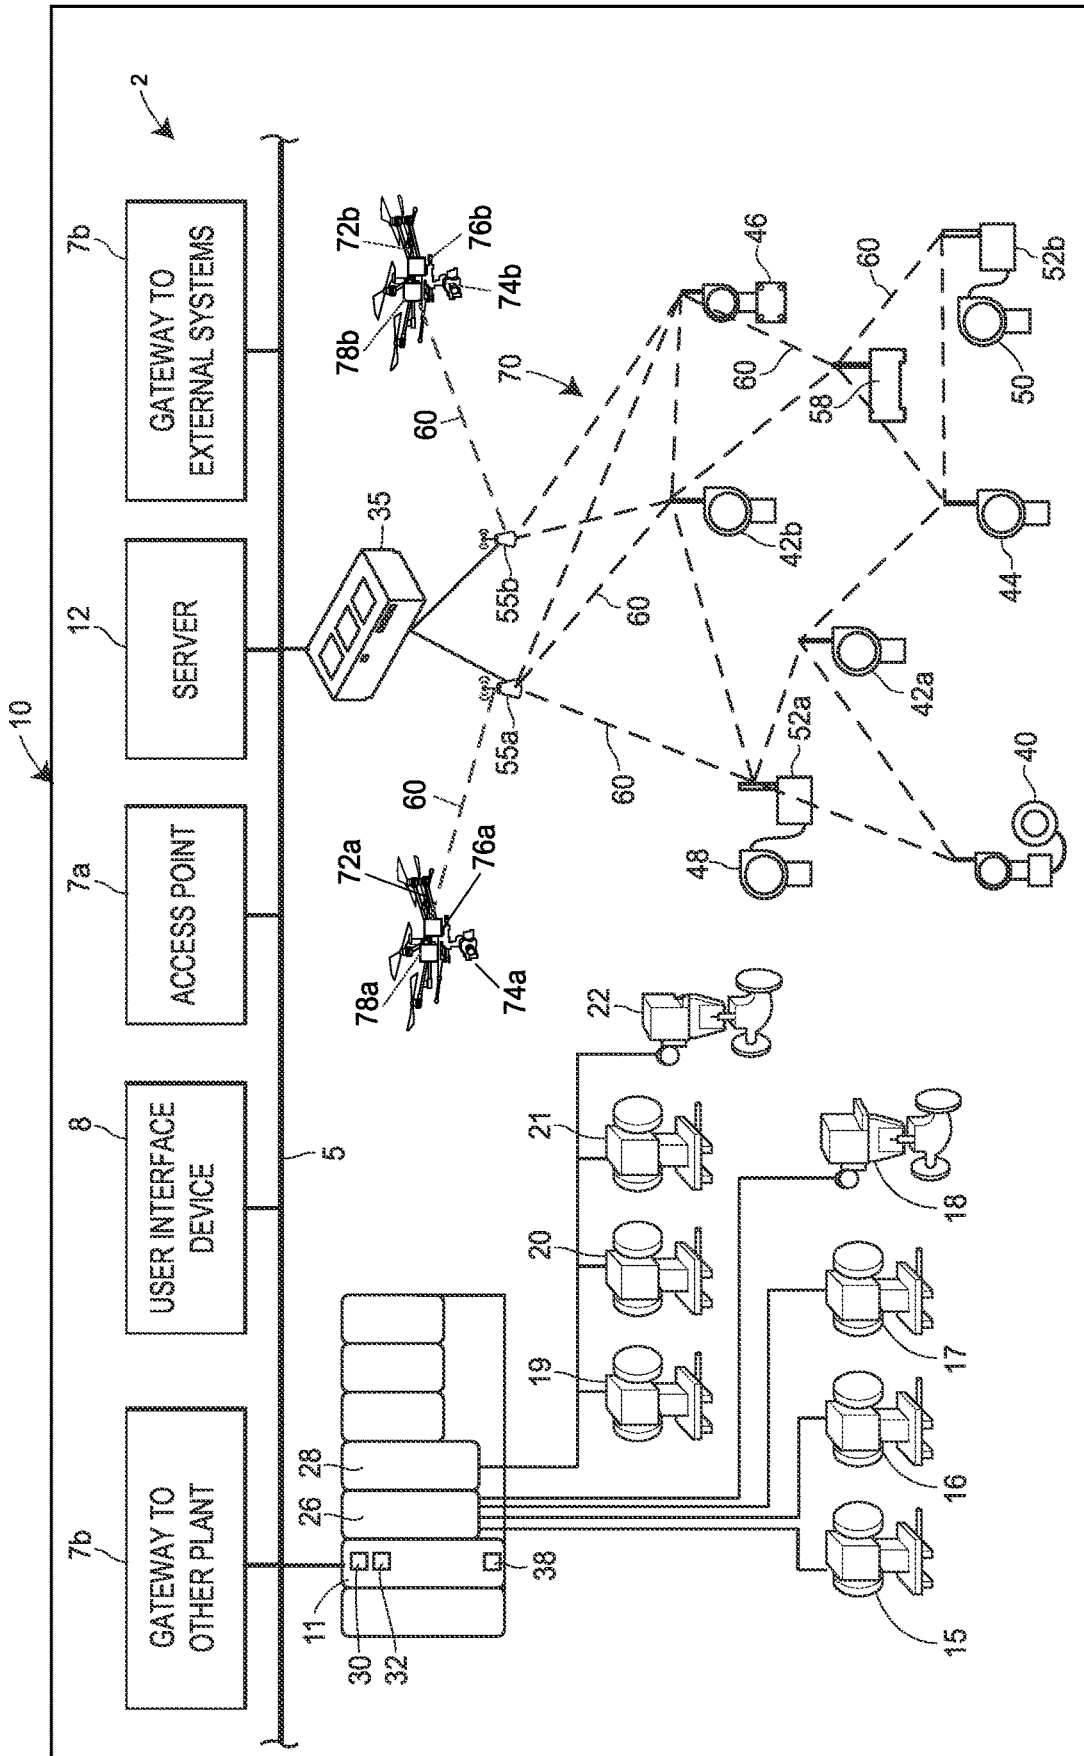 10
2
7b
GATEWAY TO
OTHER PLANT
8
USER INTERFACE
DEVICE
7a
ACCESS POINT
12
SERVER
7b
GATEWAY TO
EXTERNAL SYSTEMS
5
11
30
32
38
26
28
19
20
21
22
15
16
17
18
35
72a
76a
78a
74a
60
72b
76b
78b
74b
60
55a
55b
70
60
60
60
60
46
48
52a
42b
58
52b
50
40
42a
44